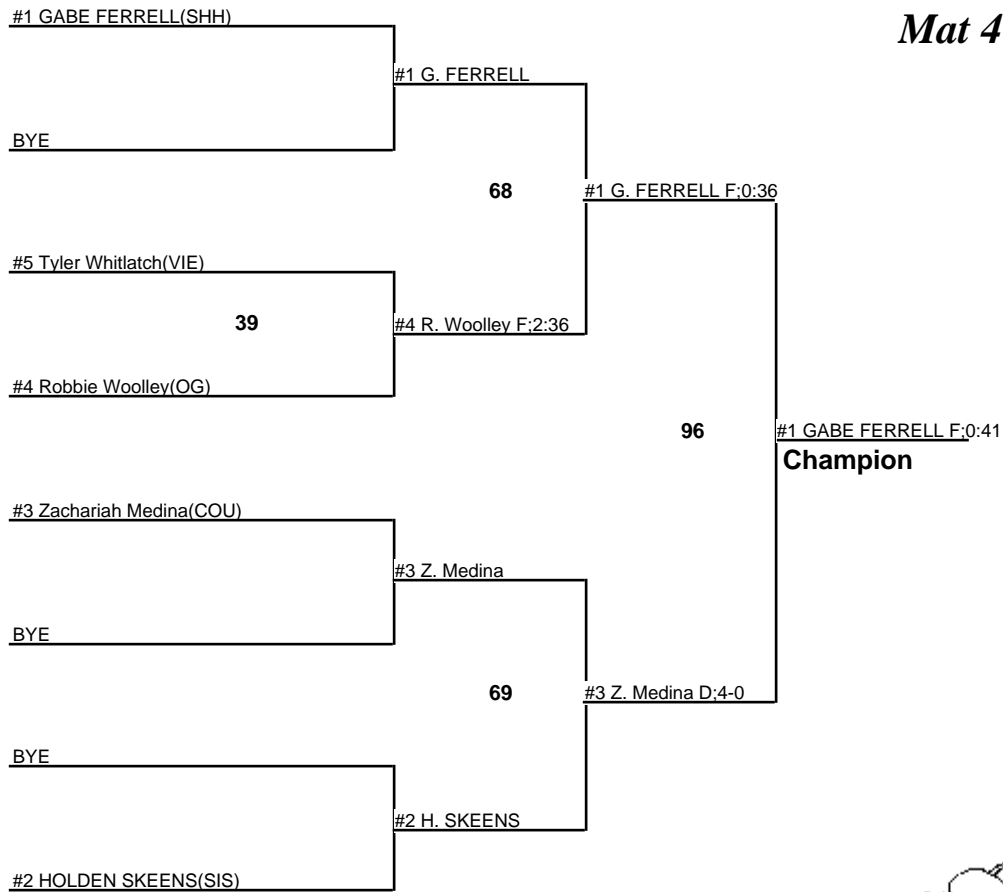 #1 GABE FERRELL(SHH)
Mat 4
#1 G. FERRELL
BYE
68
#1 G. FERRELL F;0:36
#5 Tyler Whitlatch(VIE)
39
#4 R. Woolley F;2:36
#4 Robbie Woolley(OG)
96
#1 GABE FERRELL F;0:41
Champion
#3 Zachariah Medina(COU)
#3 Z. Medina
BYE
69
#3 Z. Medina D;4-0
BYE
#2 H. SKEENS
#2 HOLDEN SKEENS(SIS)